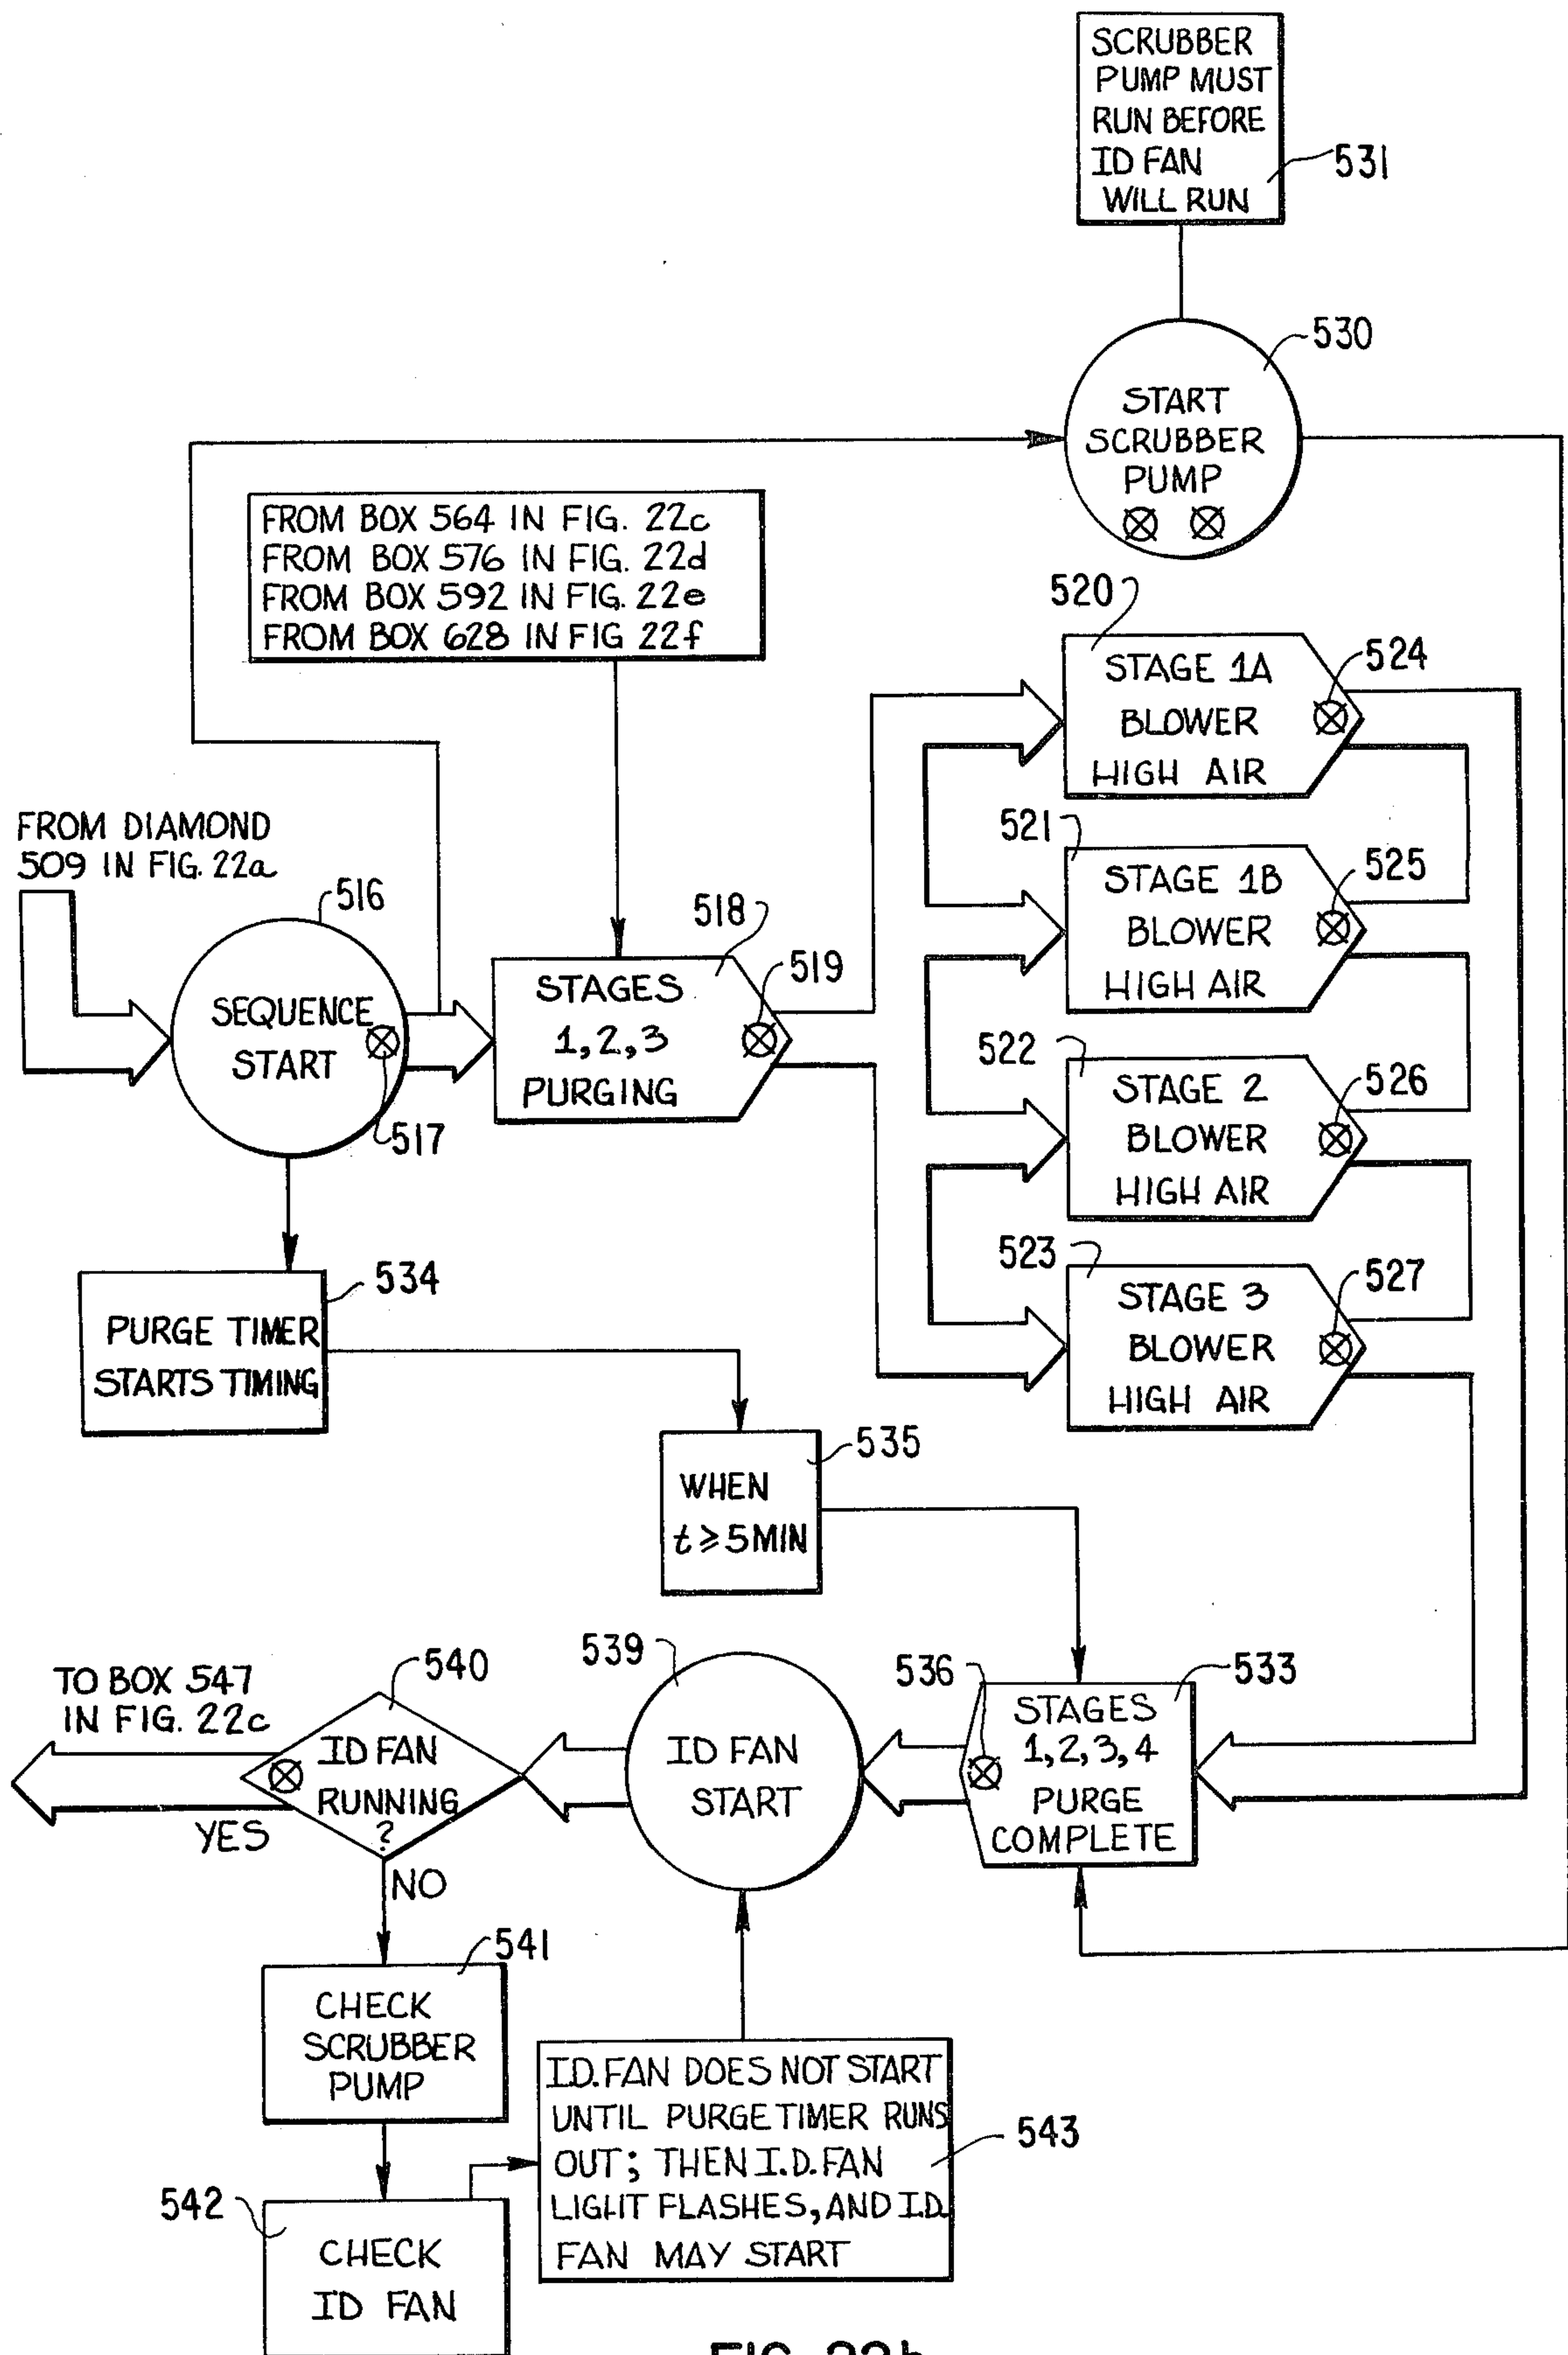 SCRUBBER
PUMP MUST
RUN BEFORE
ID FAN
WILL RUN
531
530
START
SCRUBBER
PUMP
FROM BOX 564 IN FIG. 22c
FROM BOX 576 IN FIG. 22d
FROM BOX 592 IN FIG. 22e
FROM BOX 628 IN FIG 22f
520
STAGE 1A
BLOWER
HIGH AIR
524
521
STAGE 1B
BLOWER
HIGH AIR
525
FROM DIAMOND
509 IN FIG. 22a
516
SEQUENCE
START
517
518
STAGES
1,2,3
PURGING
519
522
STAGE 2
BLOWER
HIGH AIR
526
523
STAGE 3
BLOWER
HIGH AIR
527
534
PURGE TIMER
STARTS TIMING
535
WHEN
t ≥ 5 MIN
TO BOX 547
IN FIG. 22c
540
ID FAN
RUNNING
?
YES
NO
539
ID FAN
START
536
533
STAGES
1,2,3,4
PURGE
COMPLETE
541
CHECK
SCRUBBER
PUMP
542
CHECK
ID FAN
I.D. FAN DOES NOT START
UNTIL PURGE TIMER RUNS
OUT; THEN I.D. FAN
LIGHT FLASHES, AND I.D.
FAN MAY START
543
FIG. 22b